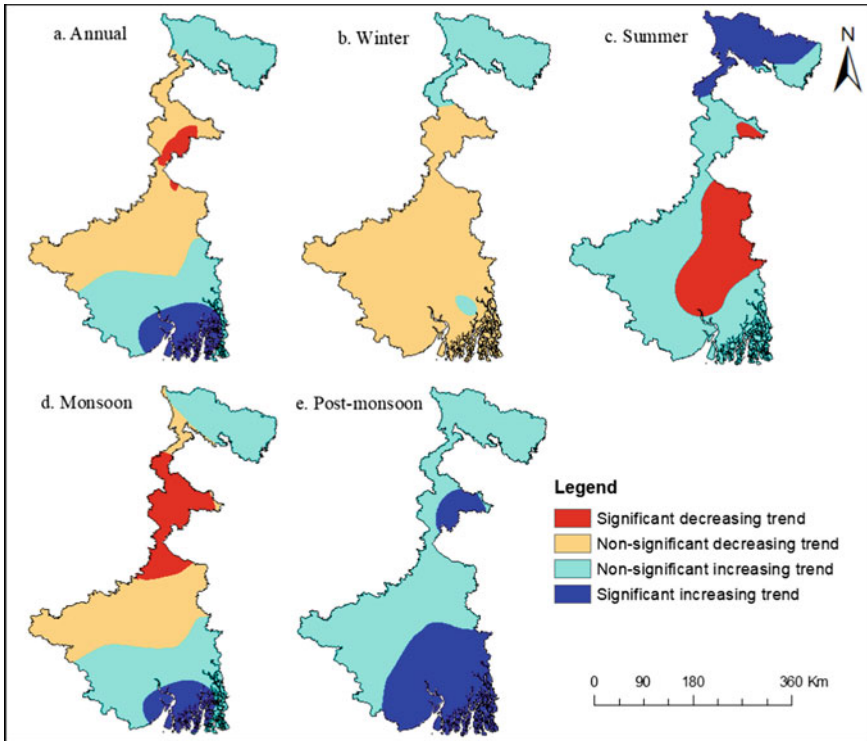 a. Annual
b. Winter
c. Summer
N
d. Monsoon
e. Post-monsoon
Legend
Significant decreasing trend
Non-significant decreasing trend
Non-significant increasing trend
Significant increasing trend
0 90 180 360 Km